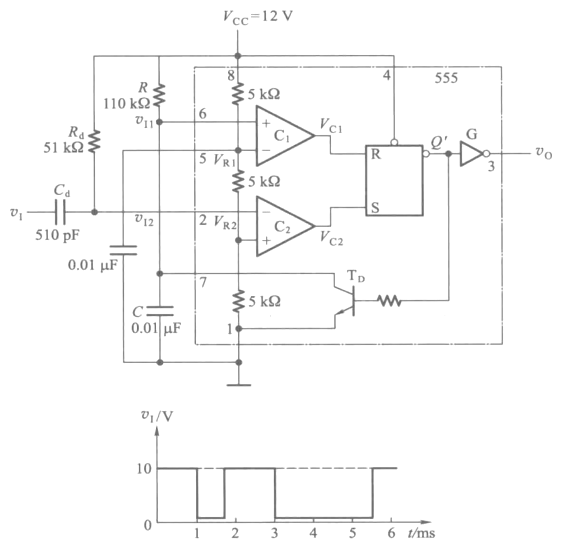 V_CC=12 V
8
4
555
R
110 kΩ
5 kΩ
v_I1
6
+
C_1
V_C1
R_d
51 kΩ
5
V_R1
−
R
Q'
G
3
v_O
5 kΩ
C_d
v_I
v_I2
2
V_R2
−
C_2
+
V_C2
S
510 pF
0.01 μF
7
T_D
C
0.01 μF
5 kΩ
1
v_I/V
10
0
1
2
3
4
5
6
t/ms